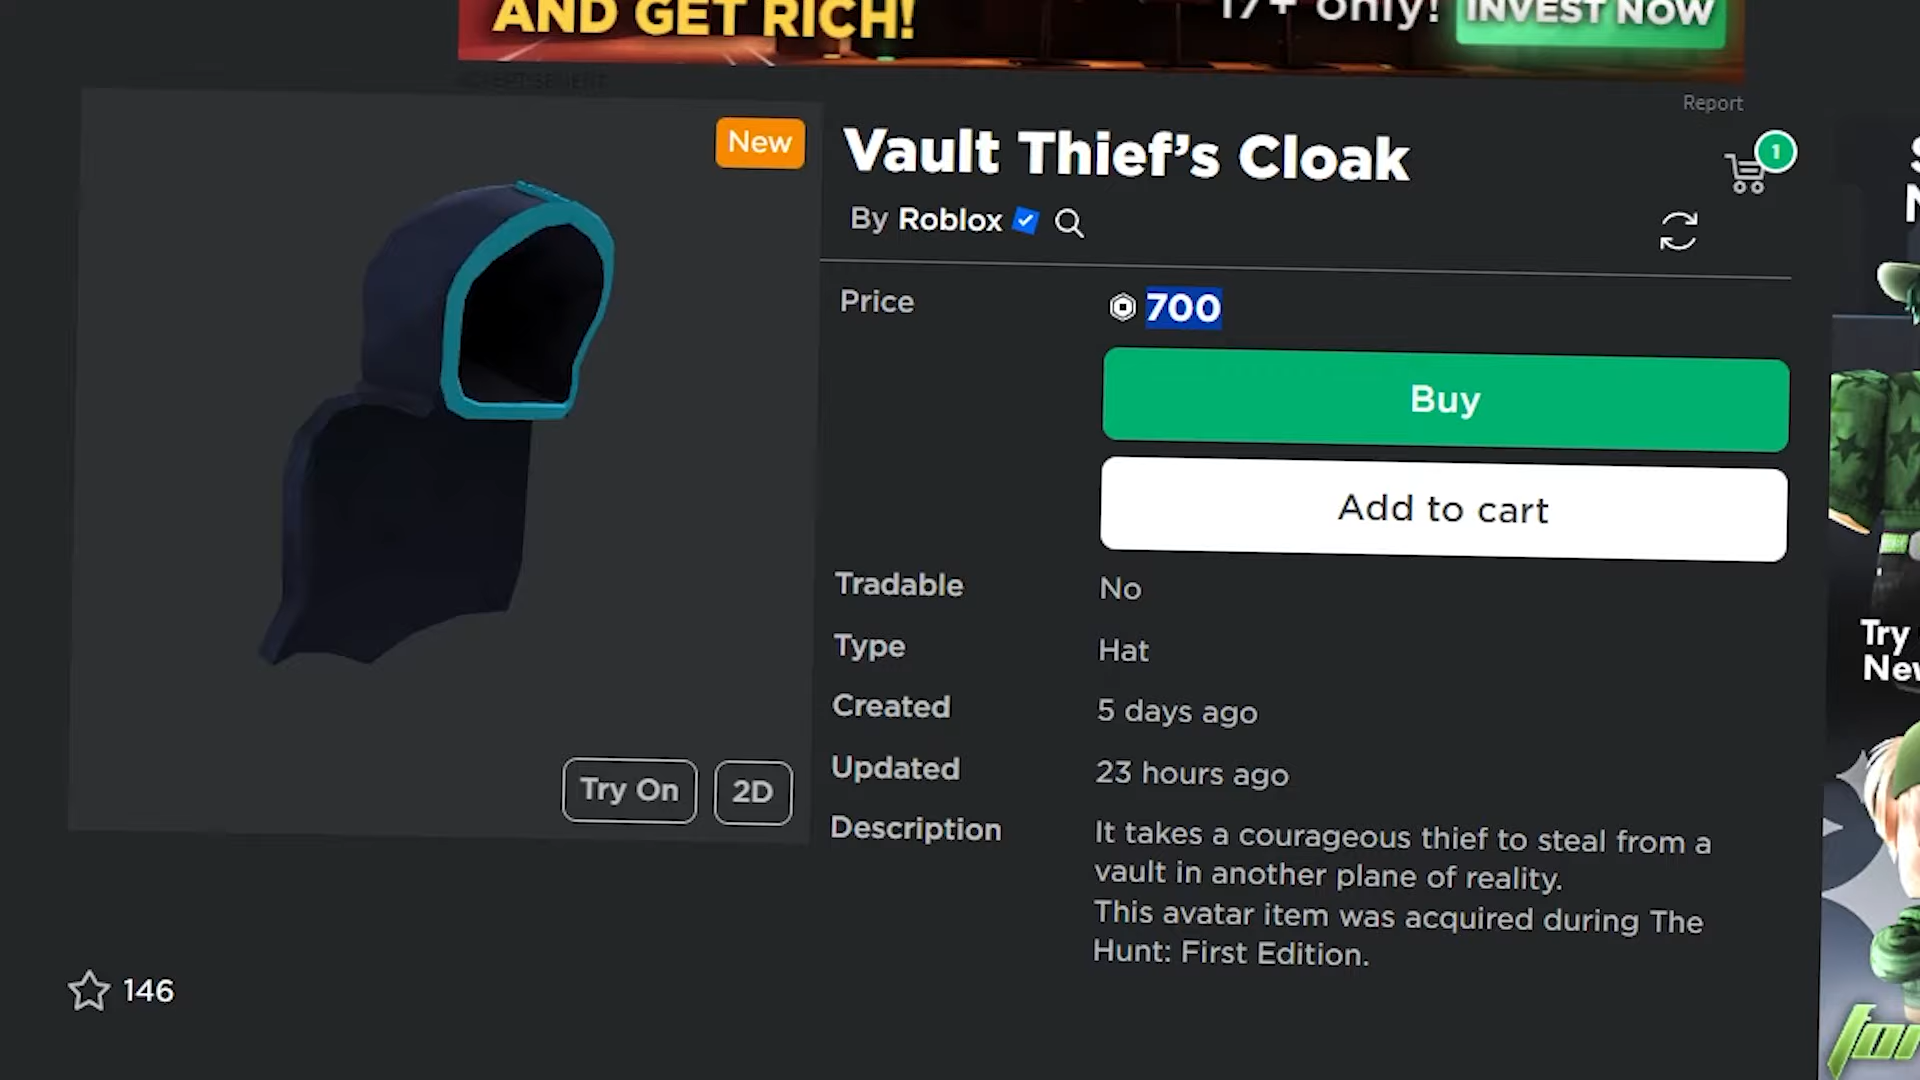 AND GET RICH!
17+ only!
INVEST NOW
ADVERTISEMENT
Report
New
Vault Thief's Cloak
1
By Roblox
Price
700
Buy
Add to cart
Tradable
No
Type
Hat
Created
5 days ago
Updated
23 hours ago
Description
It takes a courageous thief to steal from a
vault in another plane of reality.
This avatar item was acquired during The
Hunt: First Edition.
Try On
2D
146
Try